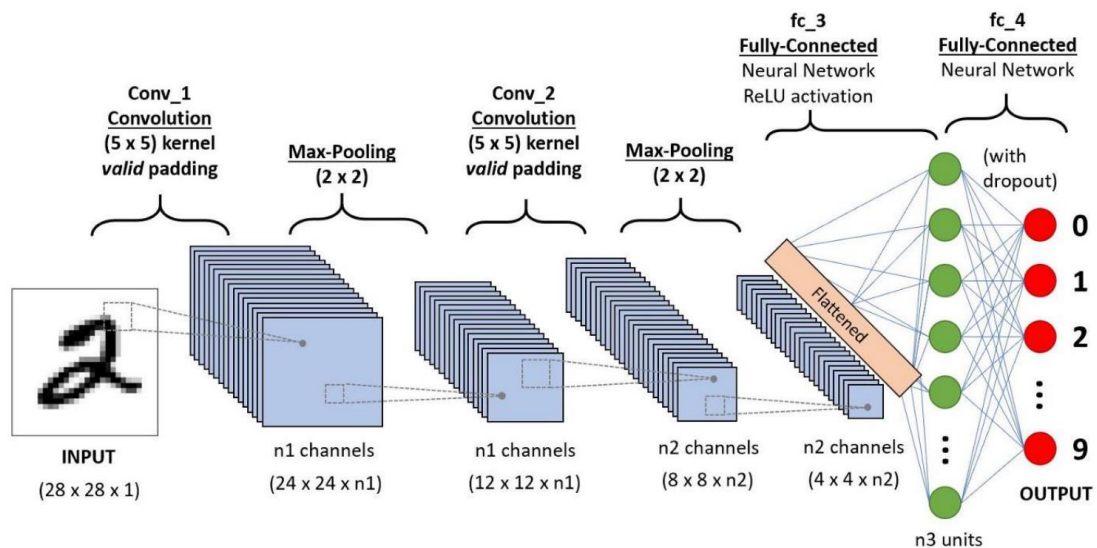 fc_3
Fully-Connected
Neural Network
ReLU activation
fc_4
Fully-Connected
Neural Network
Conv_1
Convolution
(5 x 5) kernel
valid padding
Max-Pooling
(2 x 2)
Conv_2
Convolution
(5 x 5) kernel
valid padding
Max-Pooling
(2 x 2)
(with
dropout)
2
Flattened
0
1
2
...
...
9
INPUT
(28 x 28 x 1)
n1 channels
(24 x 24 x n1)
n1 channels
(12 x 12 x n1)
n2 channels
(8 x 8 x n2)
n2 channels
(4 x 4 x n2)
OUTPUT
n3 units